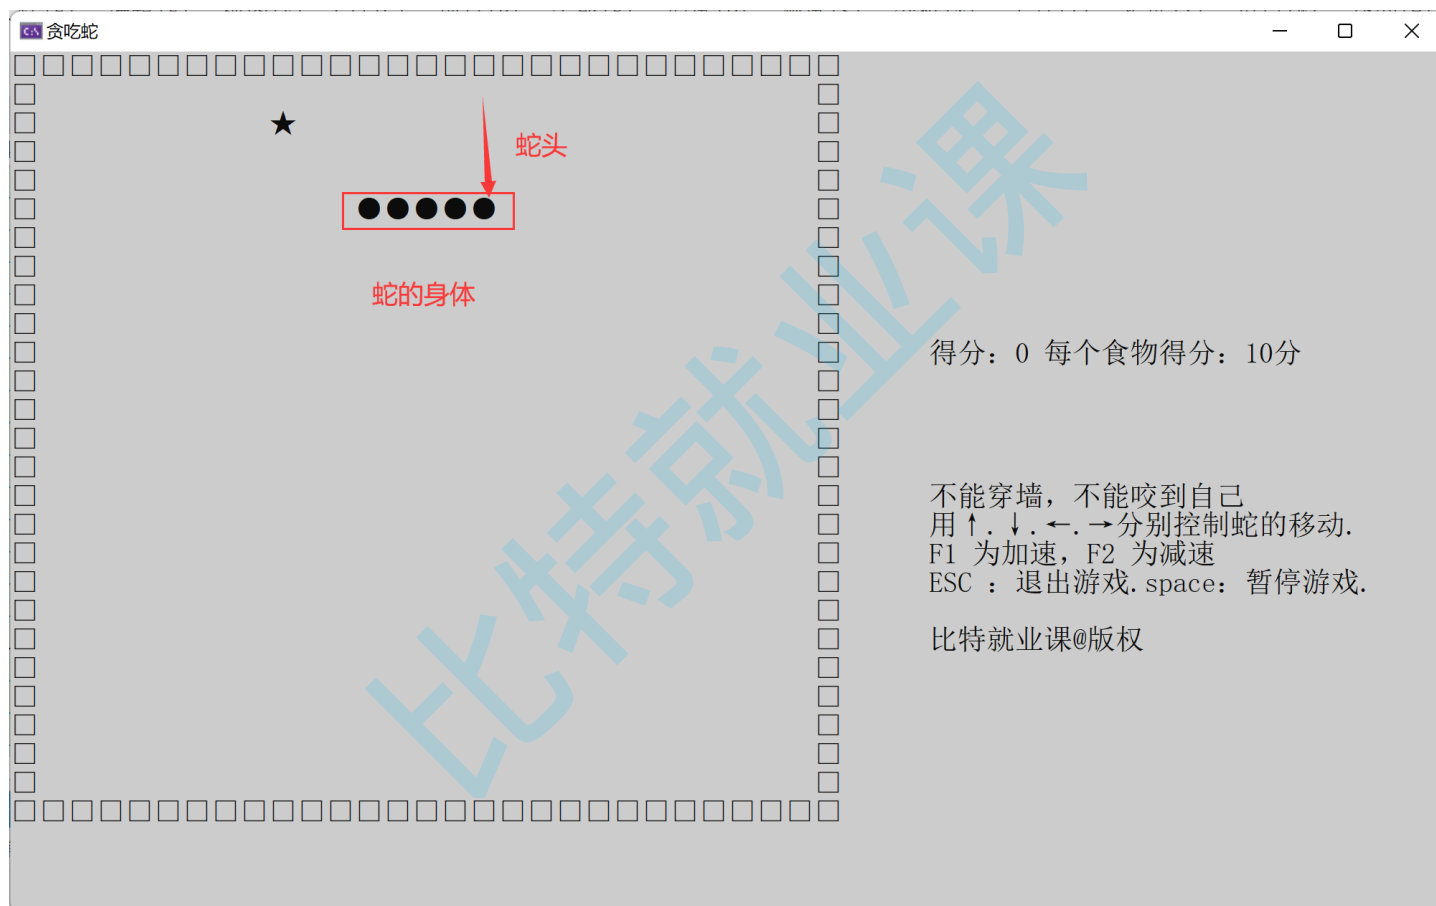 贪吃蛇
蛇头
蛇的身体
得分：0 每个食物得分：10分
不能穿墙，不能咬到自己
用↑.↓.←.→分别控制蛇的移动.
F1 为加速，F2 为减速
ESC ：退出游戏.space：暂停游戏.
比特就业课@版权
比特就业课